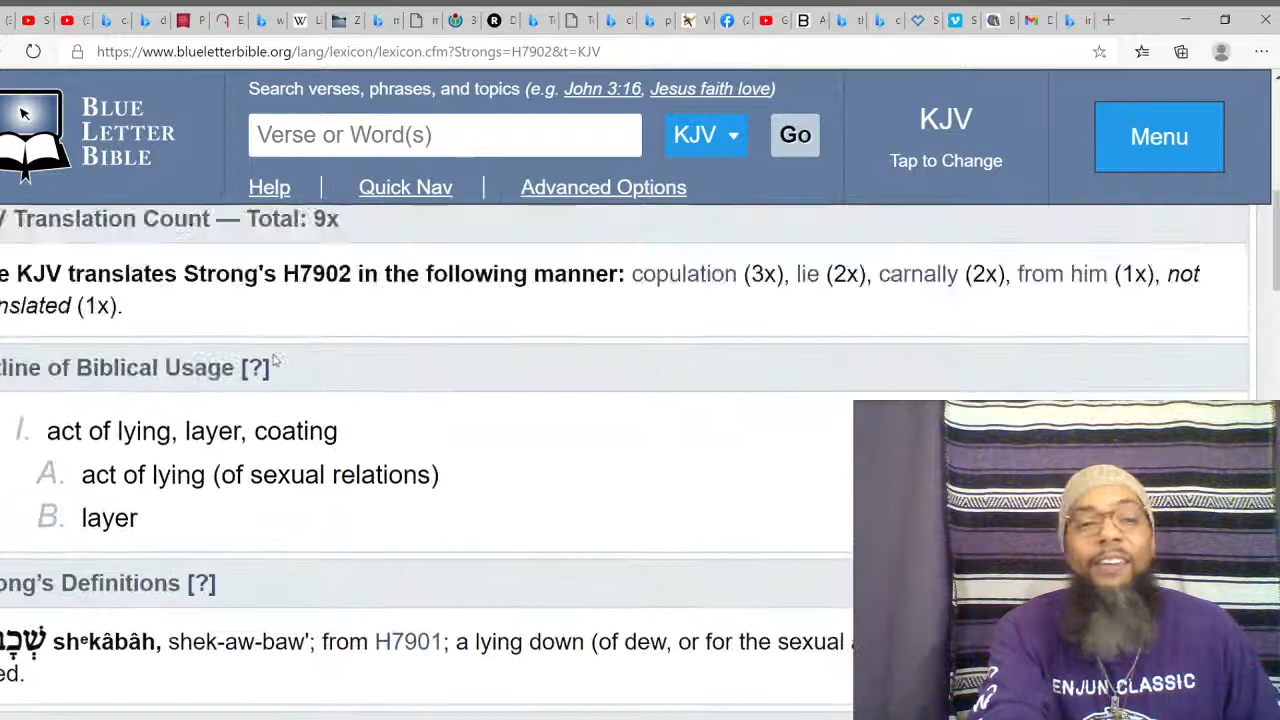 https://www.blueletterbible.org/lang/lexicon/lexicon.cfm?Strongs=H7902&t=KJV
BLUE
LETTER
BIBLE
Search verses, phrases, and topics (e.g. John 3:16, Jesus faith love)
Verse or Word(s)
KJV
Go
KJV
Tap to Change
Menu
Help | Quick Nav | Advanced Options
Translation Count — Total: 9x
KJV translates Strong's H7902 in the following manner: copulation (3x), lie (2x), carnally (2x), from him (1x), not
nslated (1x).
line of Biblical Usage [?]
I. act of lying, layer, coating
A. act of lying (of sexual relations)
B. layer
ong's Definitions [?]
shᵉkâbâh, shek-aw-baw'; from H7901; a lying down (of dew, or for the sexual
ed.
ENJUN CLASSIC